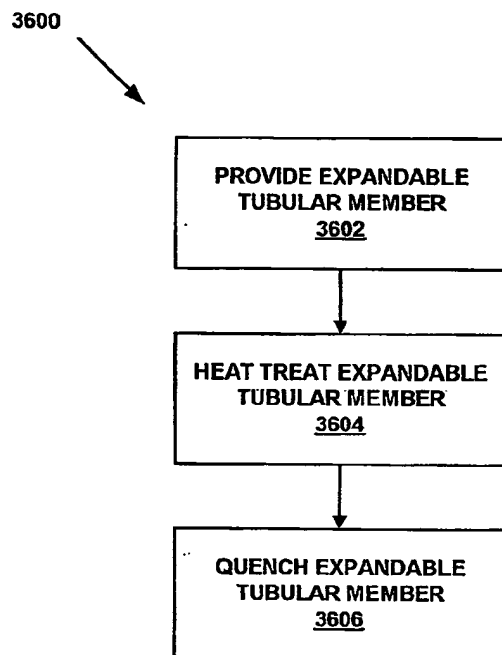 3600
PROVIDE EXPANDABLE
TUBULAR MEMBER
3602
HEAT TREAT EXPANDABLE
TUBULAR MEMBER
3604
QUENCH EXPANDABLE
TUBULAR MEMBER
3606